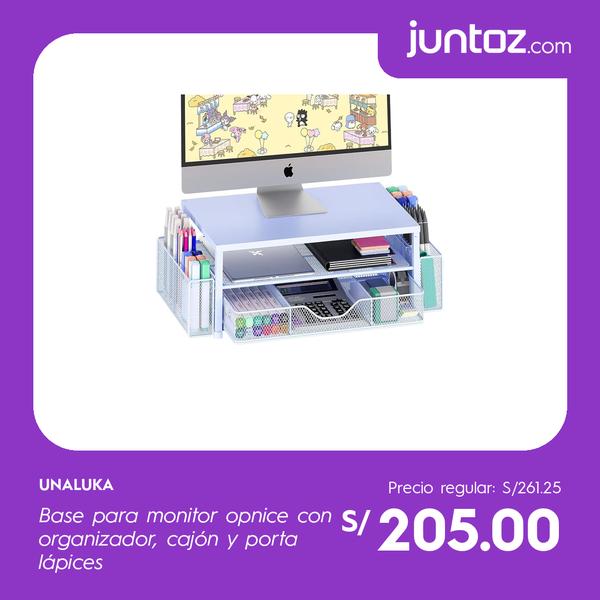 juntoz.com
UNALUKA
Precio regular: S/261.25
Base para monitor opnice con
organizador, cajón y porta
lápices
S/ 205.00